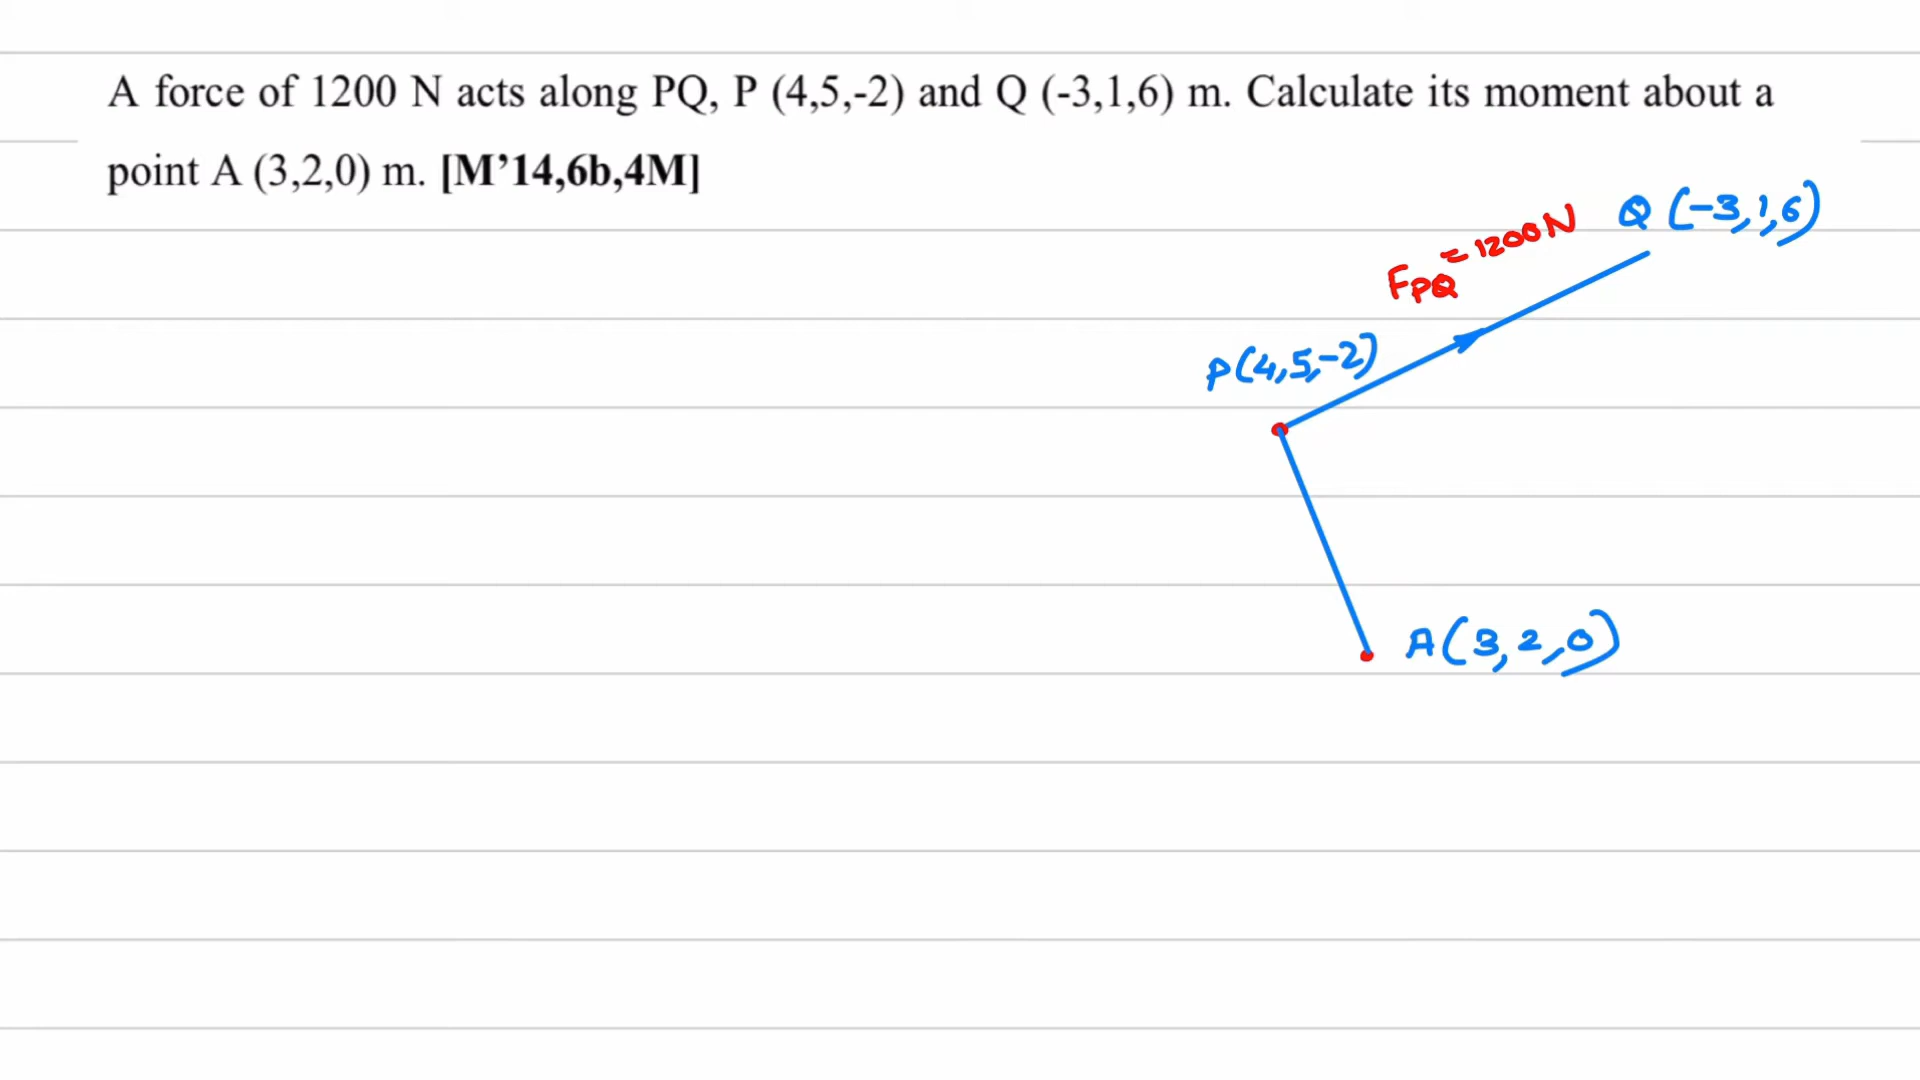 A force of 1200 N acts along PQ, P (4,5,-2) and Q (-3,1,6) m. Calculate its moment about a
point A (3,2,0) m. [M’14,6b,4M]
Q (-3,1,6)
FPQ = 1200N
P(4,5,-2)
A(3,2,0)